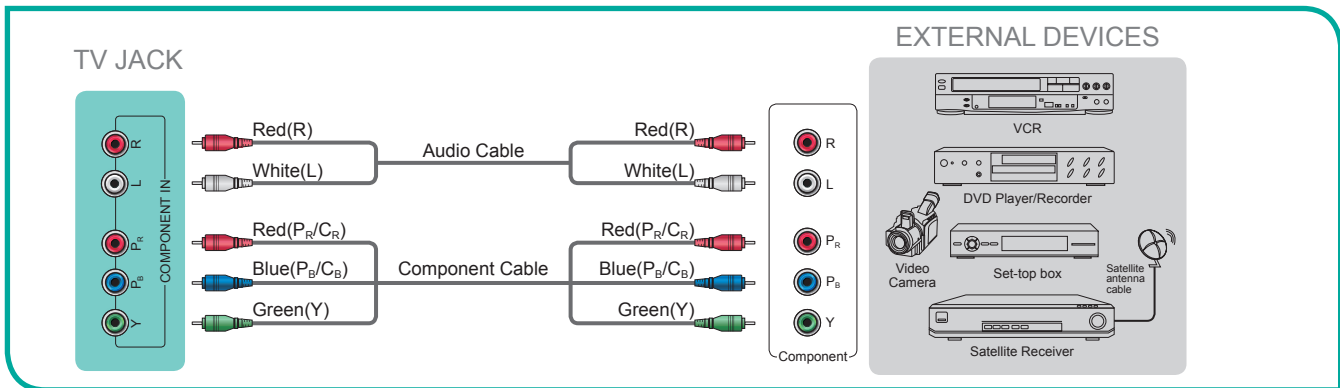 TV JACK
EXTERNAL DEVICES
R
L
COMPONENT IN
PR
PB
Y
Red(R)
White(L)
Audio Cable
Red(R)
White(L)
Red(PR/CR)
Blue(PB/CB)
Green(Y)
Component Cable
Red(PR/CR)
Blue(PB/CB)
Green(Y)
R
L
PR
PB
Y
Component
VCR
DVD Player/Recorder
Video
Camera
Set-top box
Satellite
antenna
cable
Satellite Receiver